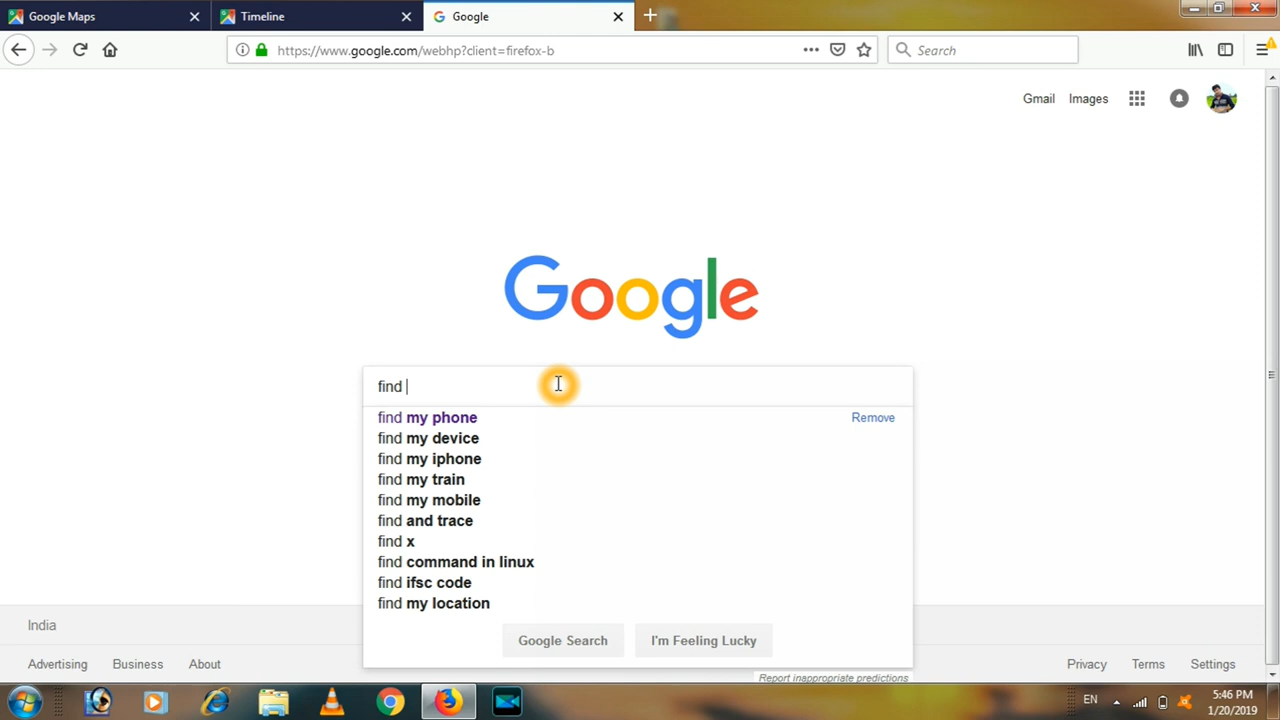 Google Maps
Timeline
Google
https://www.google.com/webhp?client=firefox-b
Search
Gmail
Images
Google
find
find my phone
Remove
find my device
find my iphone
find my train
find my mobile
find and trace
find x
find command in linux
find ifsc code
find my location
Google Search
I'm Feeling Lucky
India
Advertising
Business
About
Privacy
Terms
Settings
Report inappropriate predictions
EN
5:46 PM
1/20/2019